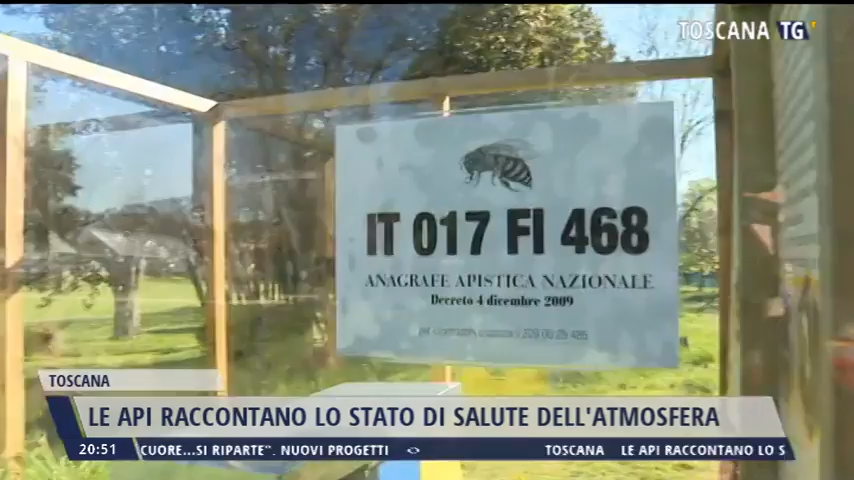 TOSCANA TG
IT 017 FI 468
ANAGRAFE APISTICA NAZIONALE
Decreto 4 dicembre 2009
TOSCANA
LE API RACCONTANO LO STATO DI SALUTE DELL'ATMOSFERA
20:51 CUORE...SI RIPARTE". NUOVI PROGETTI TOSCANA LE API RACCONTANO LO S